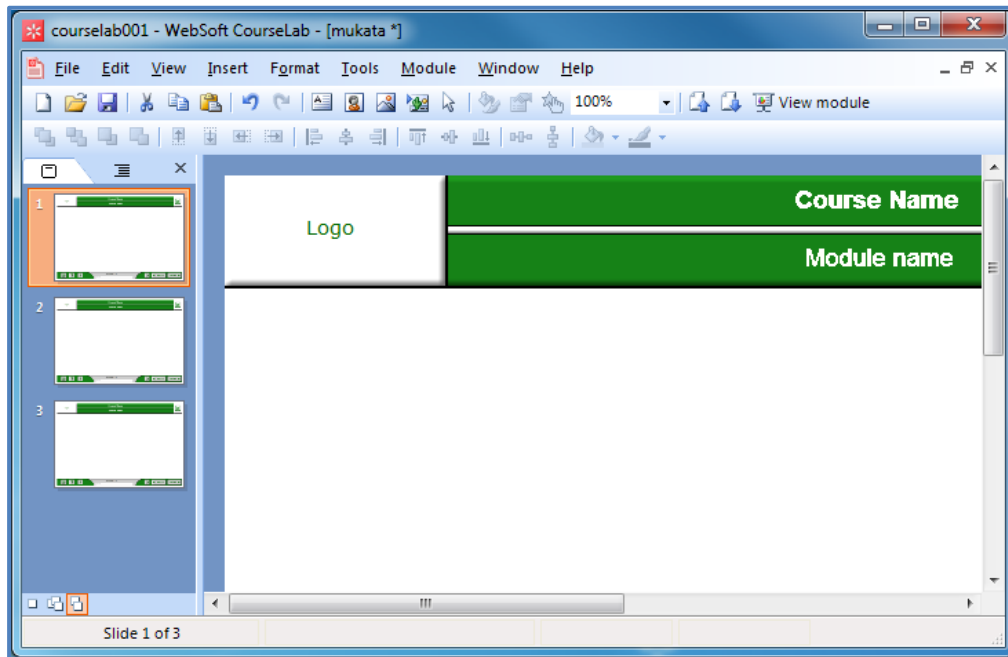 courselab001 - WebSoft CourseLab - [mukata *]
File Edit View Insert Format Tools Module Window Help
100% View module
1
2
3
Logo
Course Name
Module name
Slide 1 of 3